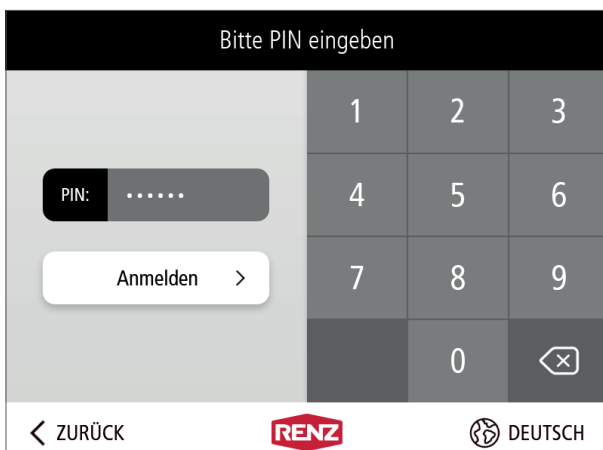 Bitte PIN eingeben
1 2 3
PIN: ••••••
4 5 6
Anmelden >
7 8 9
0
ZURÜCK
RENZ
DEUTSCH